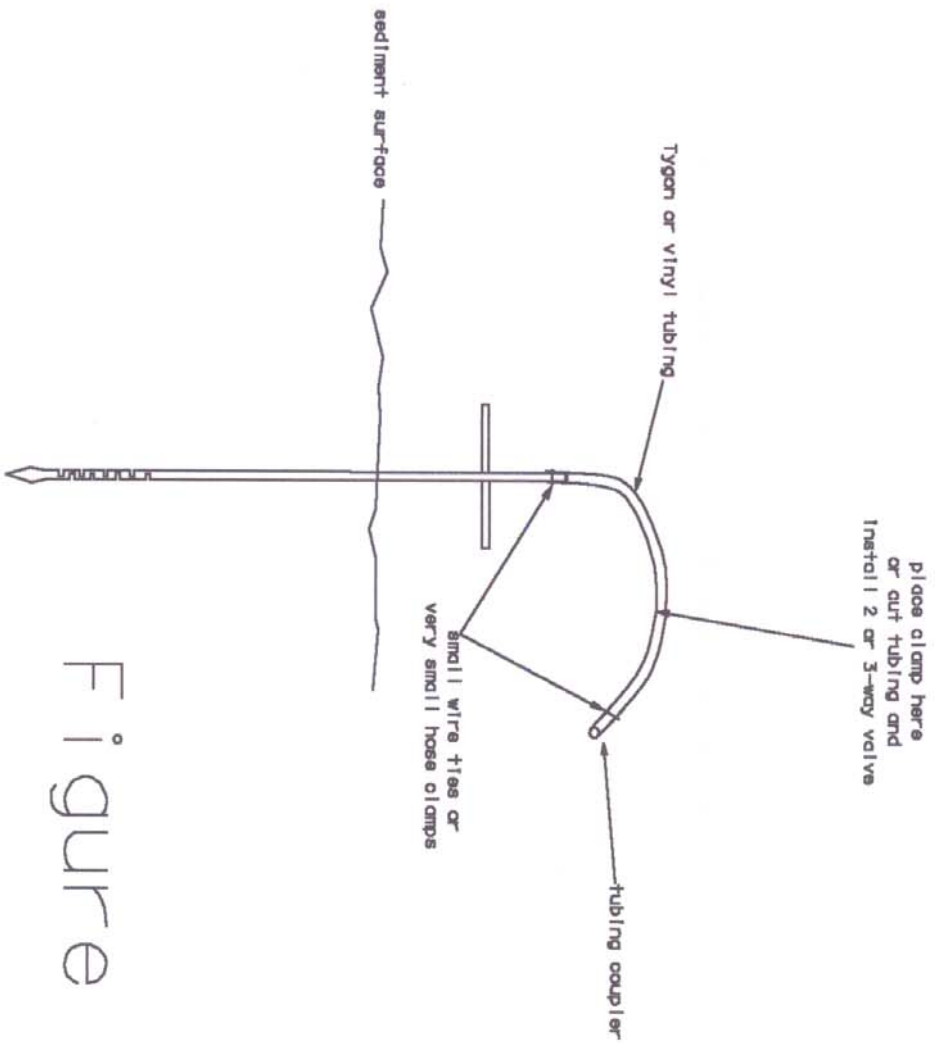 place clamp here
or cut tubing and
install 2 or 3-way valve
Tygon or vinyl tubing
tubing coupler
small wire ties or
very small hose clamps
sediment surface
Figure